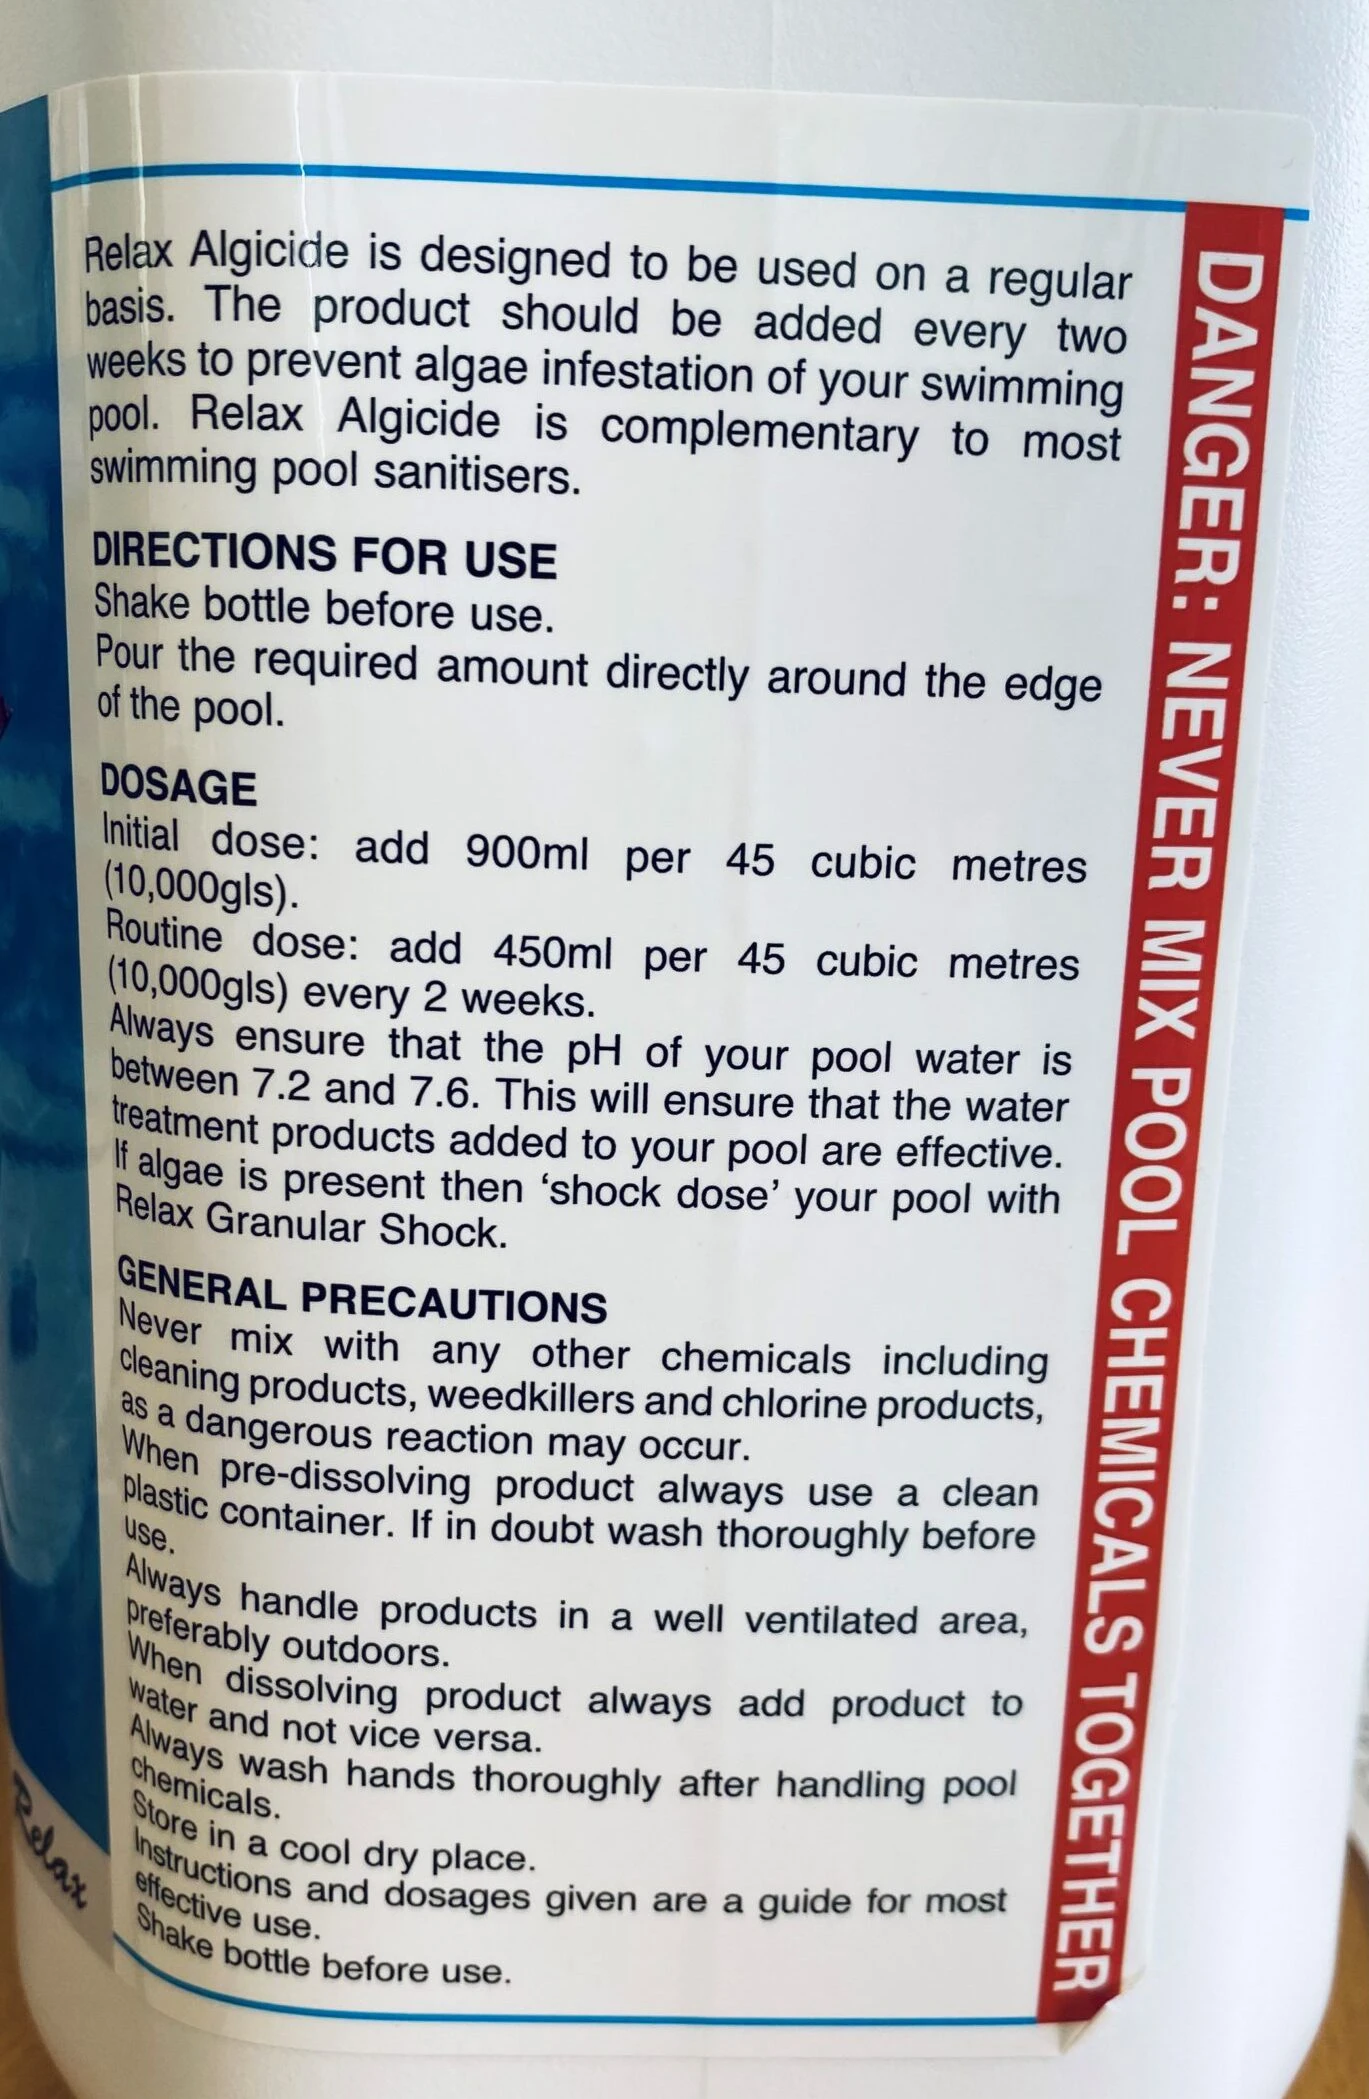 Relax Algicide is designed to be used on a regular
basis. The product should be added every two
weeks to prevent algae infestation of your swimming
pool. Relax Algicide is complementary to most
swimming pool sanitisers.
DIRECTIONS FOR USE
Shake bottle before use.
Pour the required amount directly around the edge
of the pool.
DOSAGE
Initial dose: add 900ml per 45 cubic metres
(10,000gls).
Routine dose: add 450ml per 45 cubic metres
(10,000gls) every 2 weeks.
Always ensure that the pH of your pool water is
between 7.2 and 7.6. This will ensure that the water
treatment products added to your pool are effective.
If algae is present then ‘shock dose’ your pool with
Relax Granular Shock.
GENERAL PRECAUTIONS
Never mix with any other chemicals including
cleaning products, weedkillers and chlorine products,
as a dangerous reaction may occur.
When pre-dissolving product always use a clean
plastic container. If in doubt wash thoroughly before
use.
Always handle products in a well ventilated area,
preferably outdoors.
When dissolving product always add product to
water and not vice versa.
Always wash hands thoroughly after handling pool
chemicals.
Store in a cool dry place.
Instructions and dosages given are a guide for most
effective use.
Shake bottle before use.
DANGER: NEVER MIX POOL CHEMICALS TOGETHER
Relax